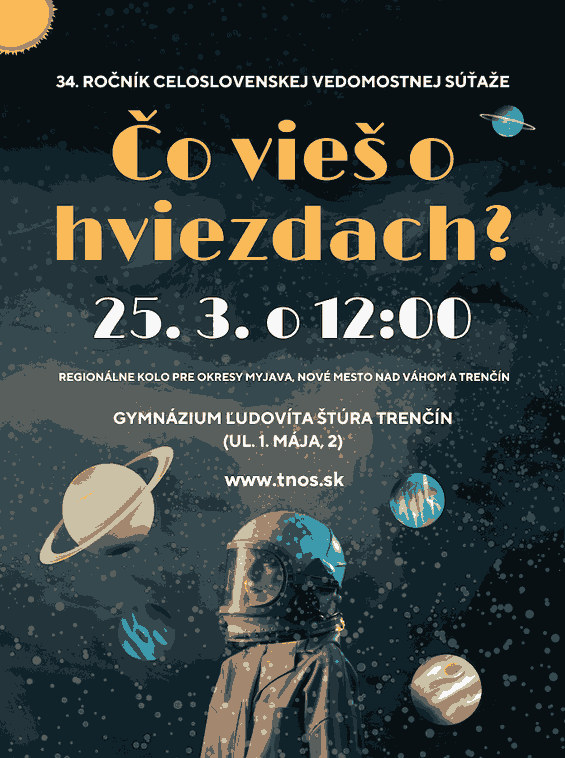 34. ROČNÍK CELOSLOVENSKEJ VEDOMOSTNEJ SÚŤAŽE
Čo vieš o
hviezdach?
25. 3. o 12:00
REGIONÁLNE KOLO PRE OKRESY MYJAVA, NOVÉ MESTO NAD VÁHOM A TRENČÍN
GYMNÁZIUM ĽUDOVÍTA ŠTÚRA TRENČÍN
(UL. 1. MÁJA, 2)
www.tnos.sk